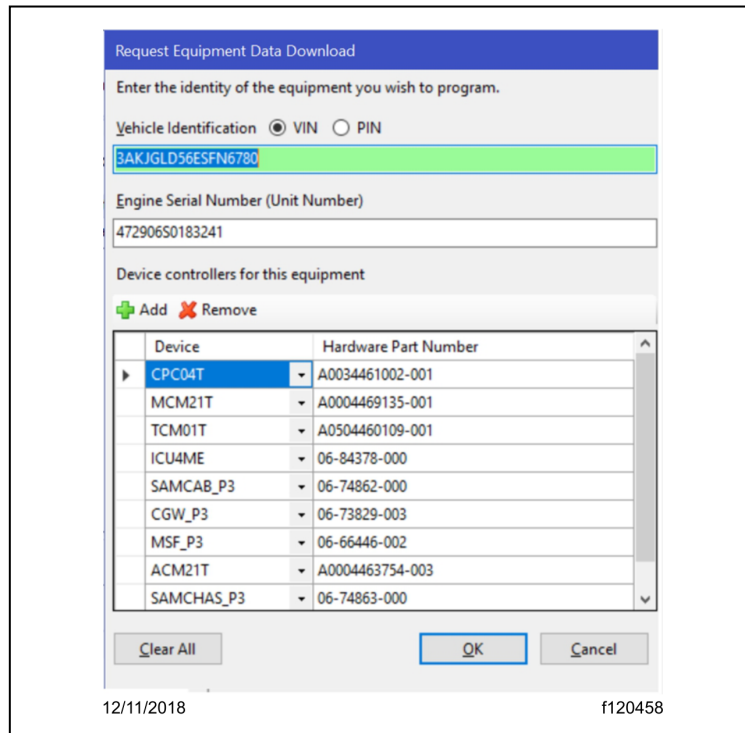 Request Equipment Data Download
Enter the identity of the equipment you wish to program.
Vehicle Identification VIN PIN
3AKJGLD56ESFN6780
Engine Serial Number (Unit Number)
472906S0183241
Device controllers for this equipment
Add Remove
Device Hardware Part Number
CPC04T A0034461002-001
MCM21T A0004469135-001
TCM01T A0504460109-001
ICU4ME 06-84378-000
SAMCAB_P3 06-74862-000
CGW_P3 06-73829-003
MSF_P3 06-66446-002
ACM21T A0004463754-003
SAMCHAS_P3 06-74863-000
Clear All OK Cancel
12/11/2018 f120458